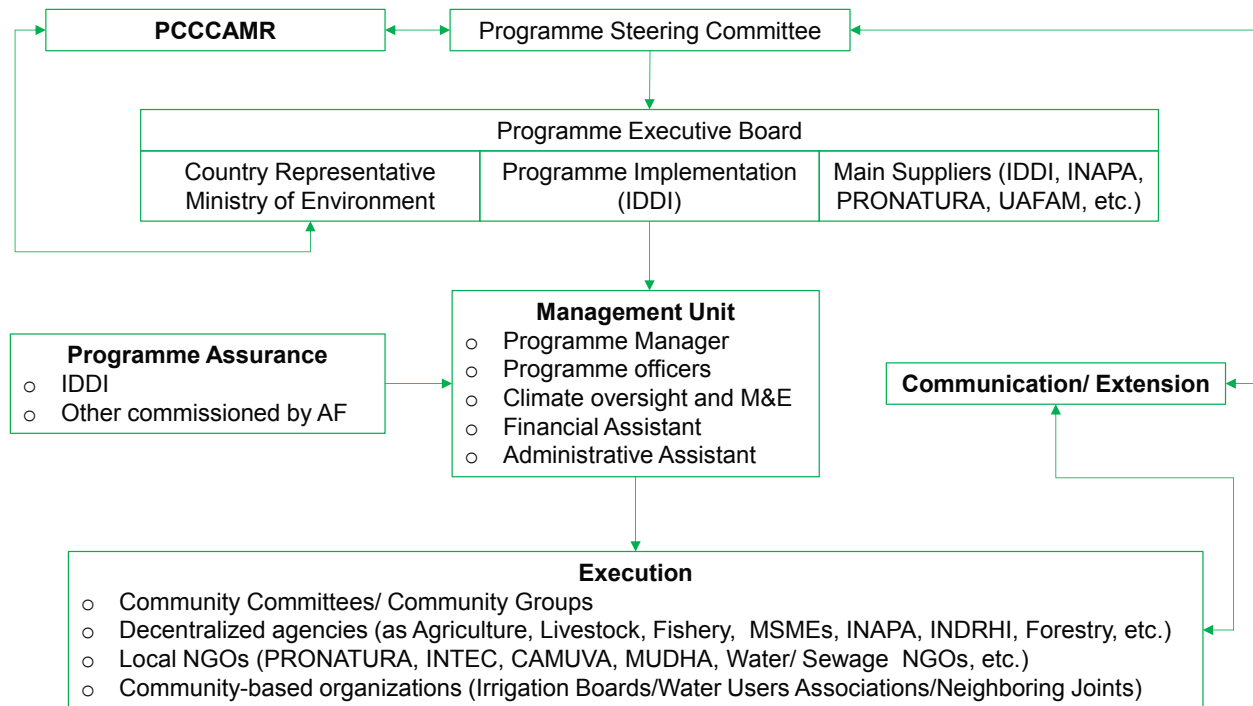 PCCCAMR
Programme Steering Committee
Programme Executive Board
Country Representative
Ministry of Environment
Programme Implementation
(IDDI)
Main Suppliers (IDDI, INAPA,
PRONATURA, UAFAM, etc.)
Management Unit
o Programme Manager
o Programme officers
o Climate oversight and M&E
o Financial Assistant
o Administrative Assistant
Programme Assurance
o IDDI
o Other commissioned by AF
Communication/ Extension
Execution
o Community Committees/ Community Groups
o Decentralized agencies (as Agriculture, Livestock, Fishery, MSMEs, INAPA, INDRHI, Forestry, etc.)
o Local NGOs (PRONATURA, INTEC, CAMUVA, MUDHA, Water/ Sewage NGOs, etc.)
o Community-based organizations (Irrigation Boards/Water Users Associations/Neighboring Joints)